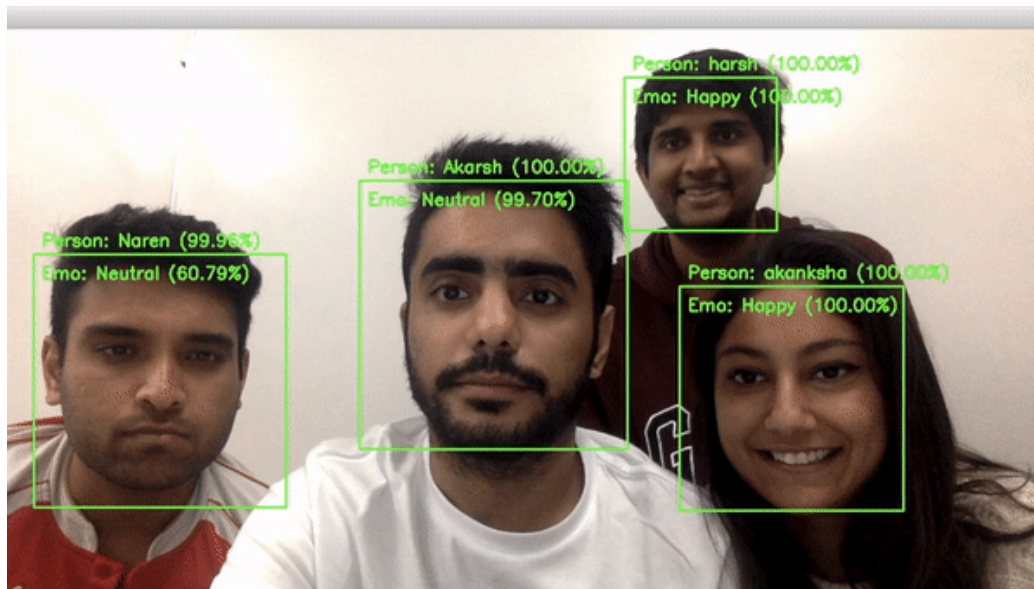 Person: harsh (100.00%)
Emo: Happy (100.00%)
Person: Akarsh (100.00%)
Emo: Neutral (99.70%)
Person: Naren (99.96%)
Emo: Neutral (60.79%)
Person: akanksha (100.00%)
Emo: Happy (100.00%)
G